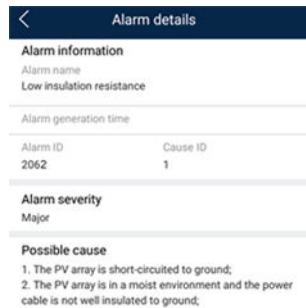 Alarm details
Alarm information
Alarm name
Low insulation resistance
Alarm generation time
Alarm ID Cause ID
2062 1
Alarm severity
Major
Possible cause
1. The PV array is short-circuited to ground;
2. The PV array is in a moist environment and the power
cable is not well insulated to ground;